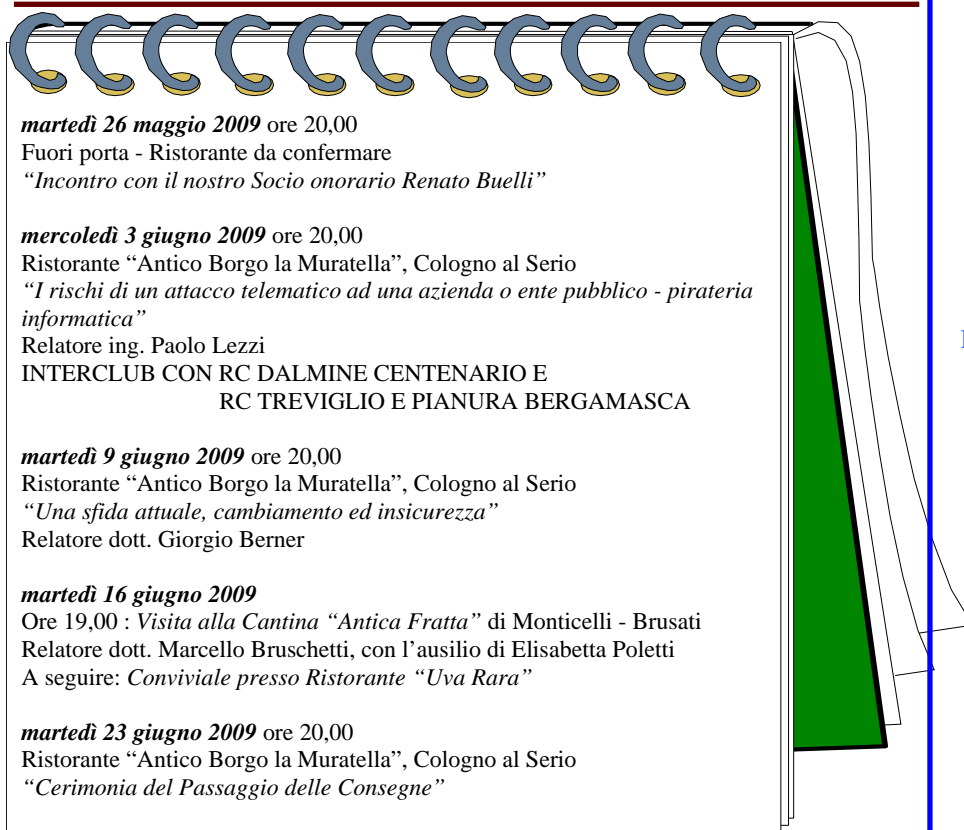 martedì 26 maggio 2009 ore 20,00
Fuori porta - Ristorante da confermare
“Incontro con il nostro Socio onorario Renato Buelli”
mercoledì 3 giugno 2009 ore 20,00
Ristorante “Antico Borgo la Muratella”, Cologno al Serio
“I rischi di un attacco telematico ad una azienda o ente pubblico - pirateria
informatica”
Relatore ing. Paolo Lezzi
INTERCLUB CON RC DALMINE CENTENARIO E
RC TREVIGLIO E PIANURA BERGAMASCA
martedì 9 giugno 2009 ore 20,00
Ristorante “Antico Borgo la Muratella”, Cologno al Serio
“Una sfida attuale, cambiamento ed insicurezza”
Relatore dott. Giorgio Berner
martedì 16 giugno 2009
Ore 19,00 : Visita alla Cantina “Antica Fratta” di Monticelli - Brusati
Relatore dott. Marcello Bruschetti, con l’ausilio di Elisabetta Poletti
A seguire: Conviviale presso Ristorante “Uva Rara”
martedì 23 giugno 2009 ore 20,00
Ristorante “Antico Borgo la Muratella”, Cologno al Serio
“Cerimonia del Passaggio delle Consegne”